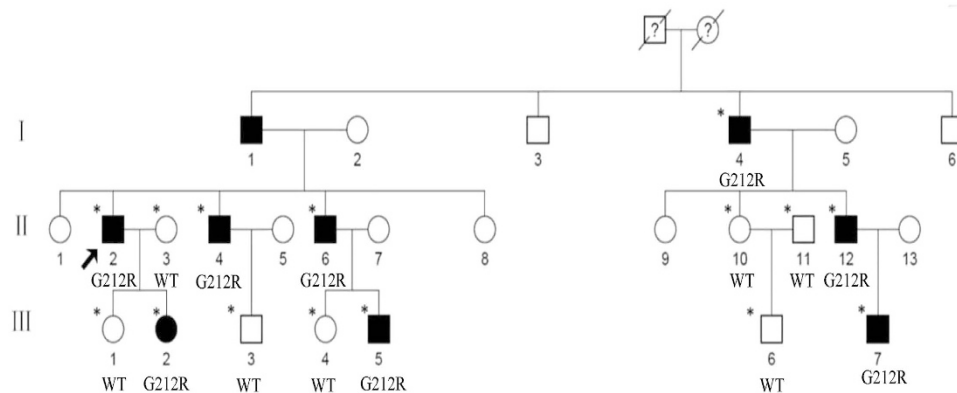 ? ?
I
* 
1 2 3 4 5 6
G212R
II
* * * * * * *
1 2 3 4 5 6 7 8 9 10 11 12 13
G212R WT G212R G212R WT WT G212R
III
* * * * * * *
1 2 3 4 5 6 7
WT G212R WT WT G212R WT G212R